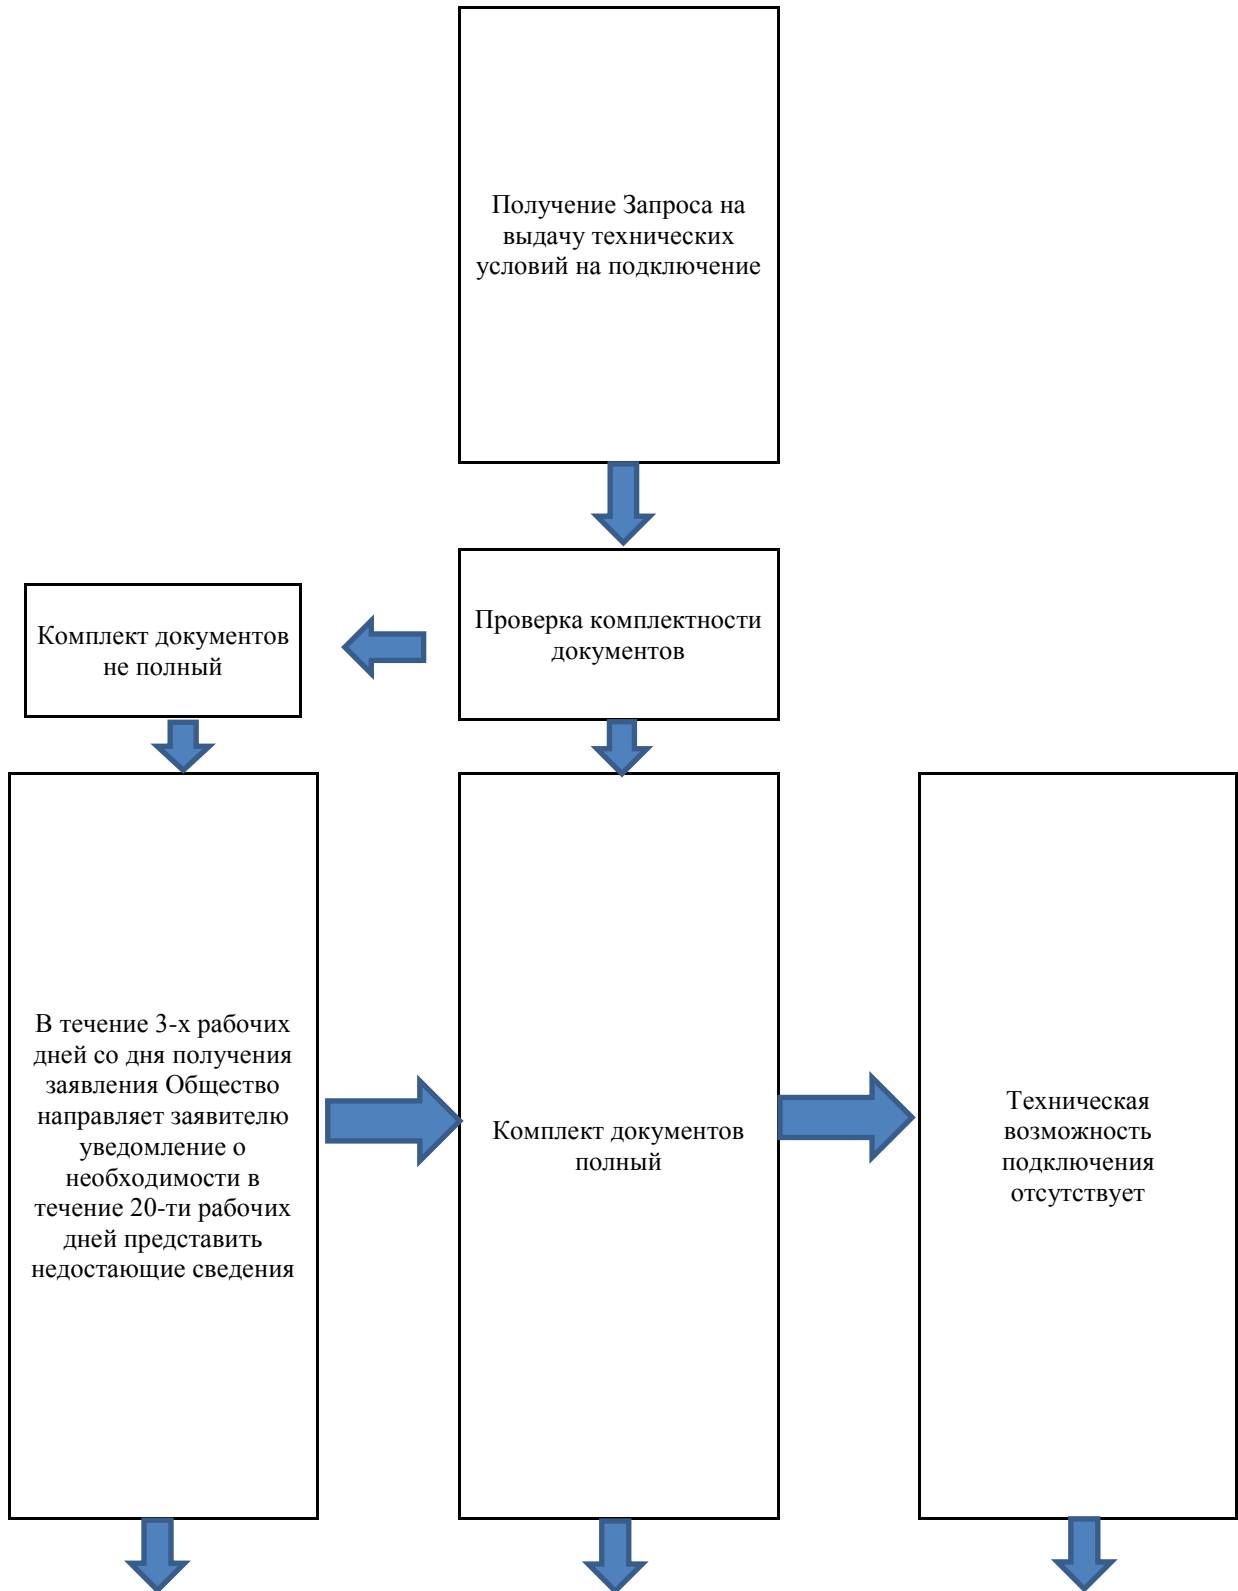 Получение Запроса на
выдачу технических
условий на подключение
Проверка комплектности
документов
Комплект документов
не полный
В течение 3-х рабочих
дней со дня получения
заявления Общество
направляет заявителю
уведомление о
необходимости в
течение 20-ти рабочих
дней представить
недостающие сведения
Комплект документов
полный
Техническая
возможность
подключения
отсутствует